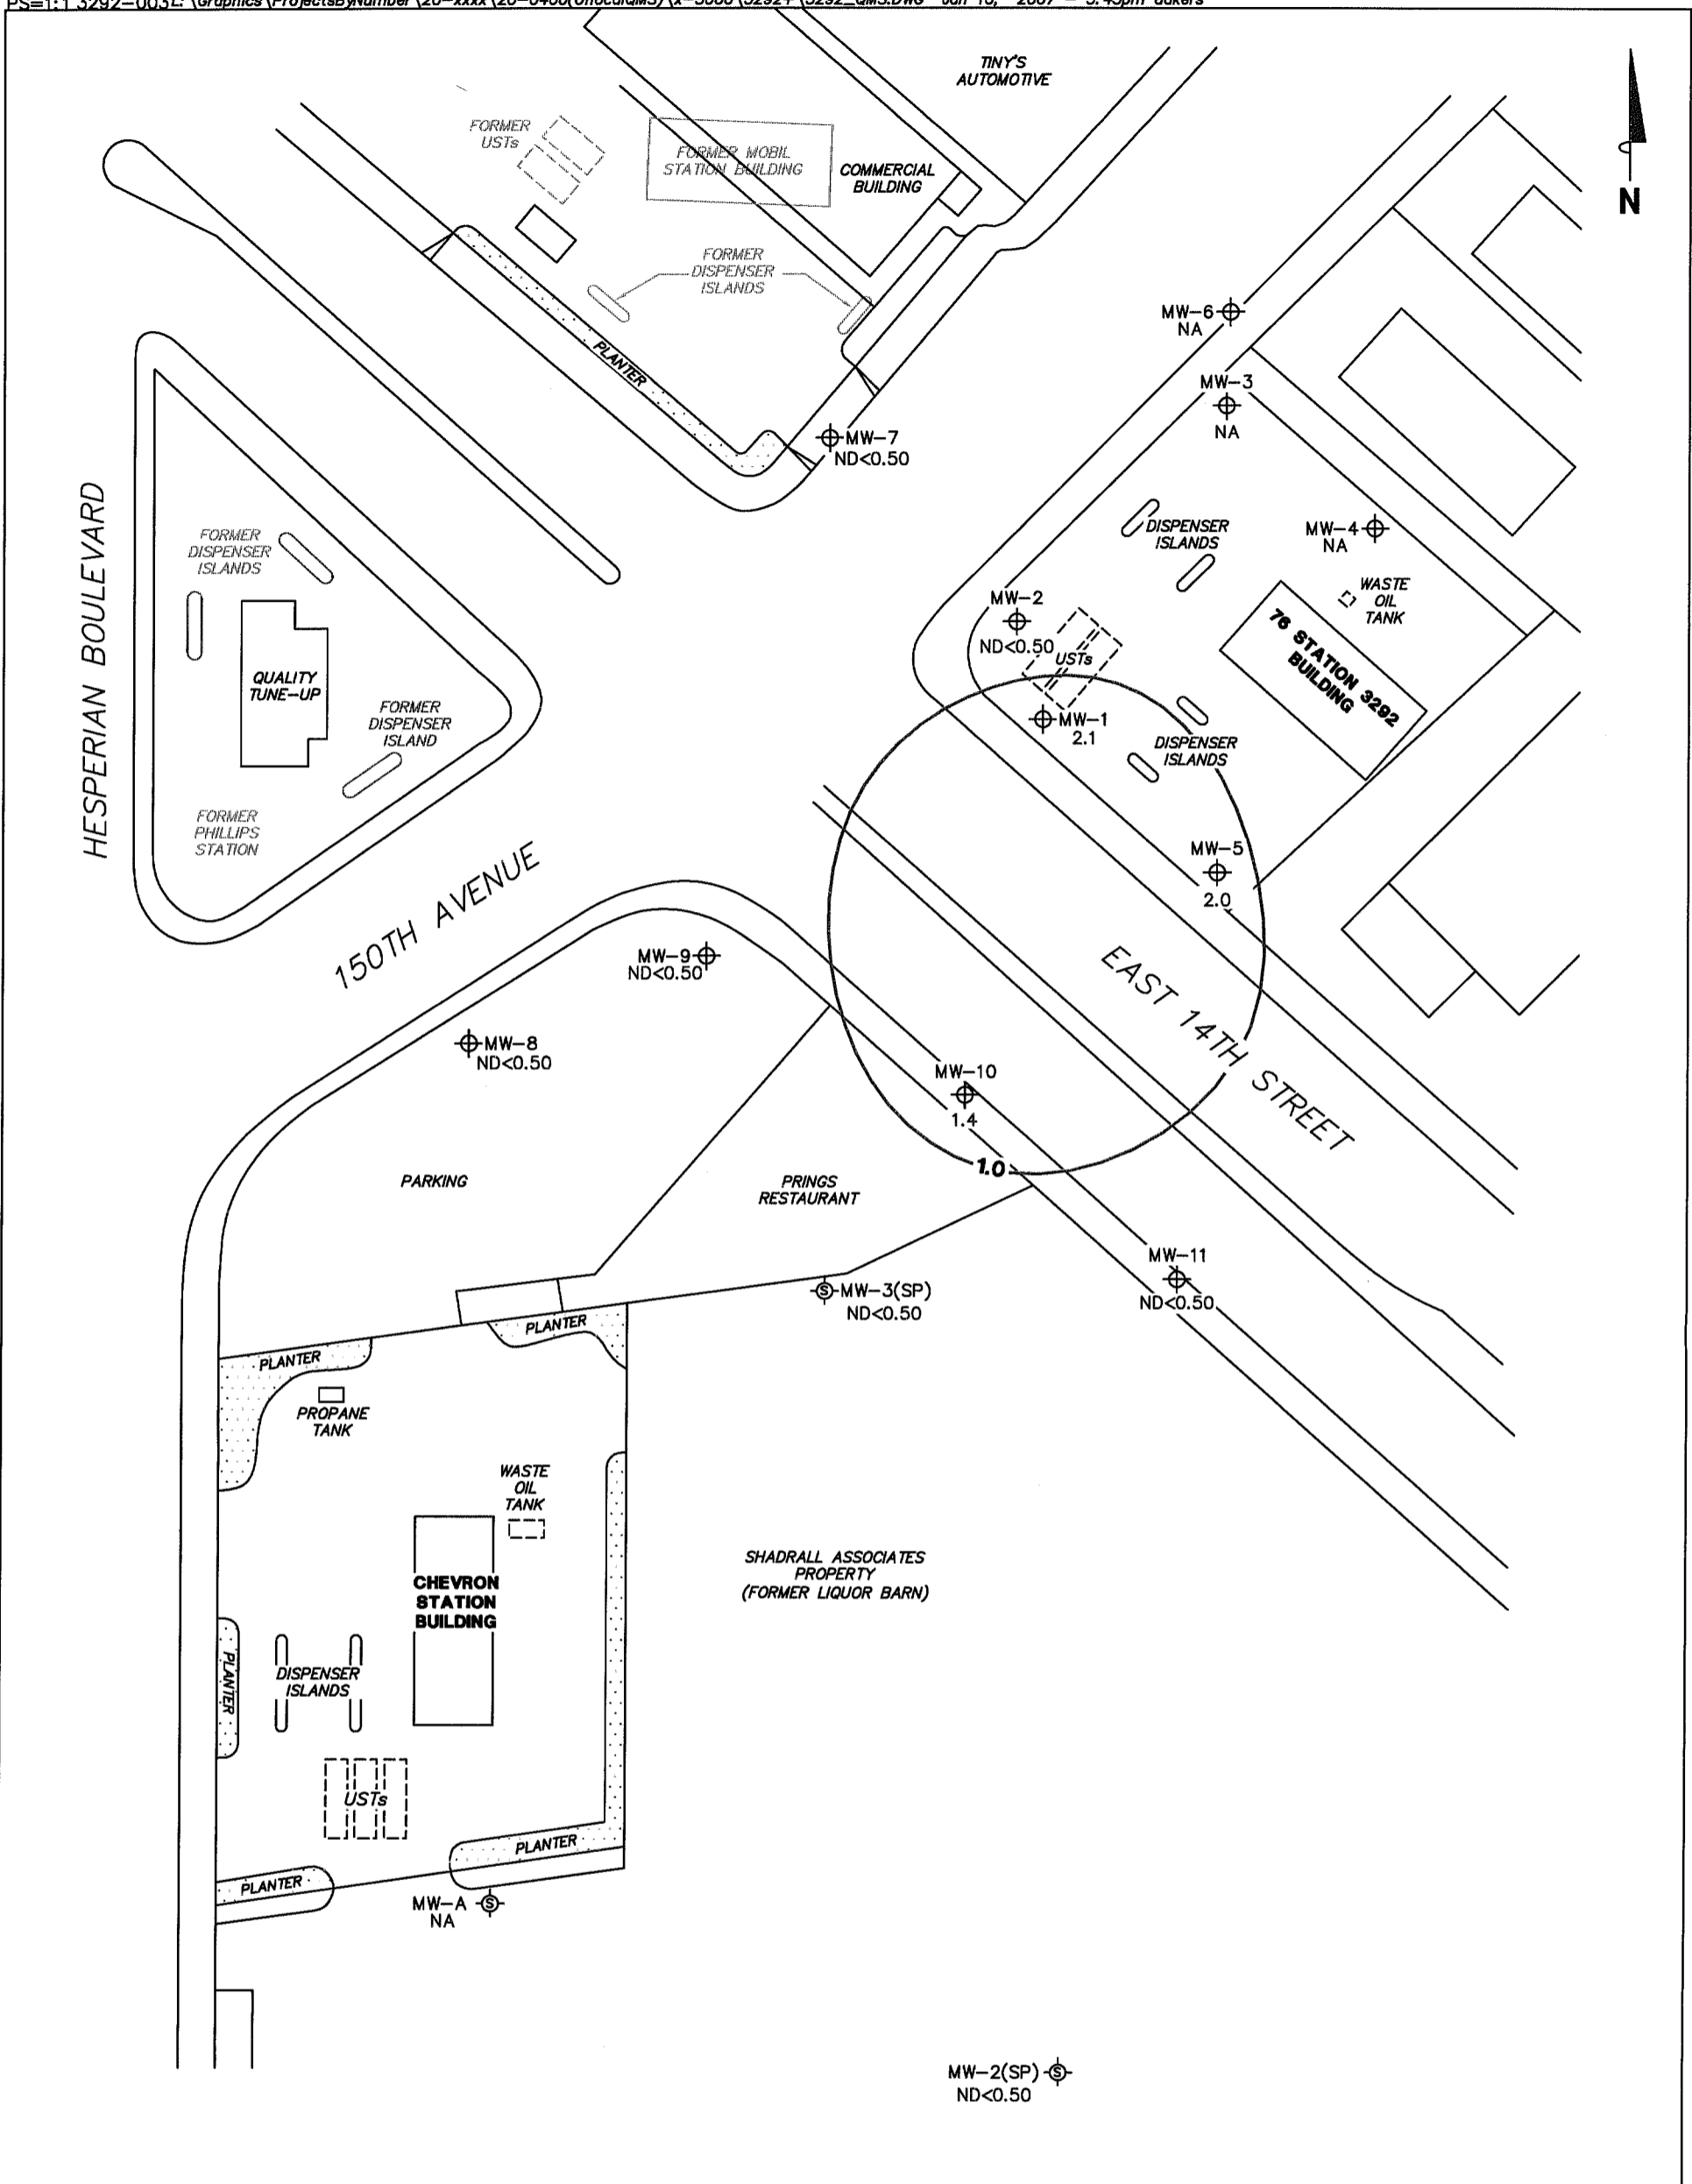 PS=1:1 3292-003
TINY'S
AUTOMOTIVE
FORMER
USTs
FORMER MOBIL
STATION BUILDING
COMMERCIAL
BUILDING
N
FORMER
DISPENSER
ISLANDS
MW-6
NA
PLANTER
MW-3
NA
MW-7
ND<0.50
HESPERIAN BOULEVARD
FORMER
DISPENSER
ISLANDS
DISPENSER
ISLANDS
MW-4
NA
WASTE
OIL
TANK
MW-2
ND<0.50
USTs
76 STATION 3292
BUILDING
QUALITY
TUNE-UP
FORMER
DISPENSER
ISLAND
MW-1
2.1
DISPENSER
ISLANDS
FORMER
PHILLIPS
STATION
150TH AVENUE
MW-5
2.0
MW-9
ND<0.50
EAST 14TH STREET
MW-8
ND<0.50
MW-10
1.4
1.0
PARKING
PRINGS
RESTAURANT
MW-11
ND<0.50
MW-3(SP)
ND<0.50
S
PLANTER
PLANTER
PROPANE
TANK
WASTE
OIL
TANK
CHEVRON
STATION
BUILDING
SHADRALL ASSOCIATES
PROPERTY
(FORMER LIQUOR BARN)
PLANTER
DISPENSER
ISLANDS
USTs
PLANTER
PLANTER
MW-A
NA
S
MW-2(SP)
ND<0.50
S